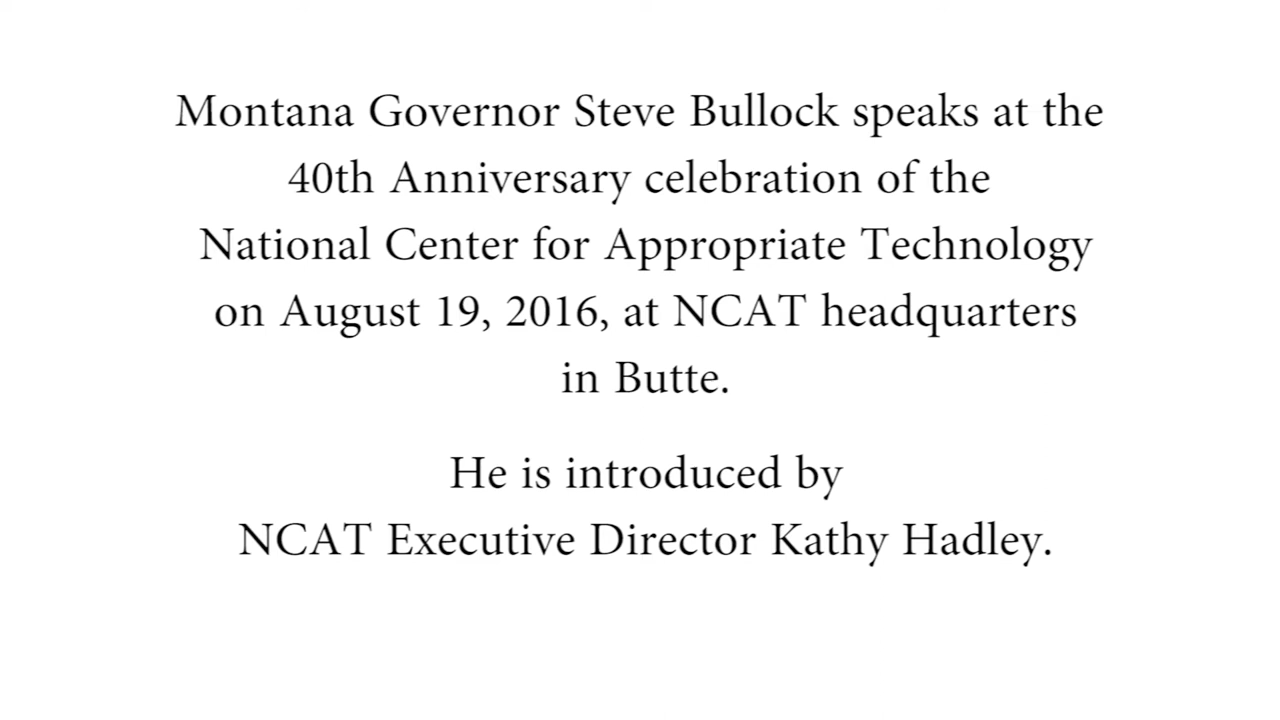 Montana Governor Steve Bullock speaks at the
40th Anniversary celebration of the
National Center for Appropriate Technology
on August 19, 2016, at NCAT headquarters
in Butte.
He is introduced by
NCAT Executive Director Kathy Hadley.